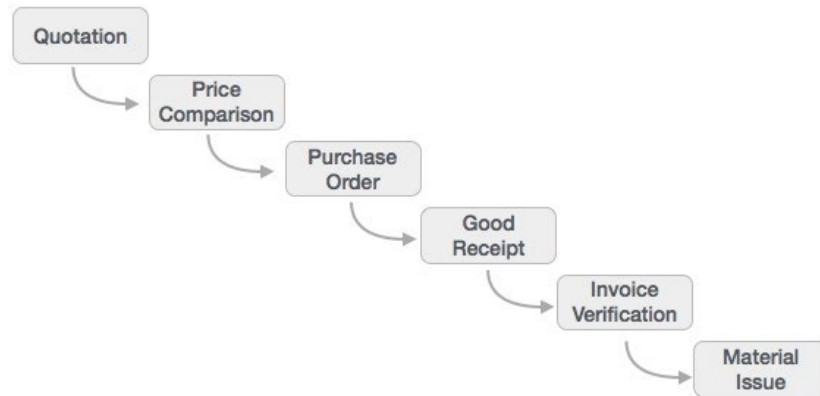 Quotation
Price
Comparison
Purchase
Order
Good
Receipt
Invoice
Verification
Material
Issue